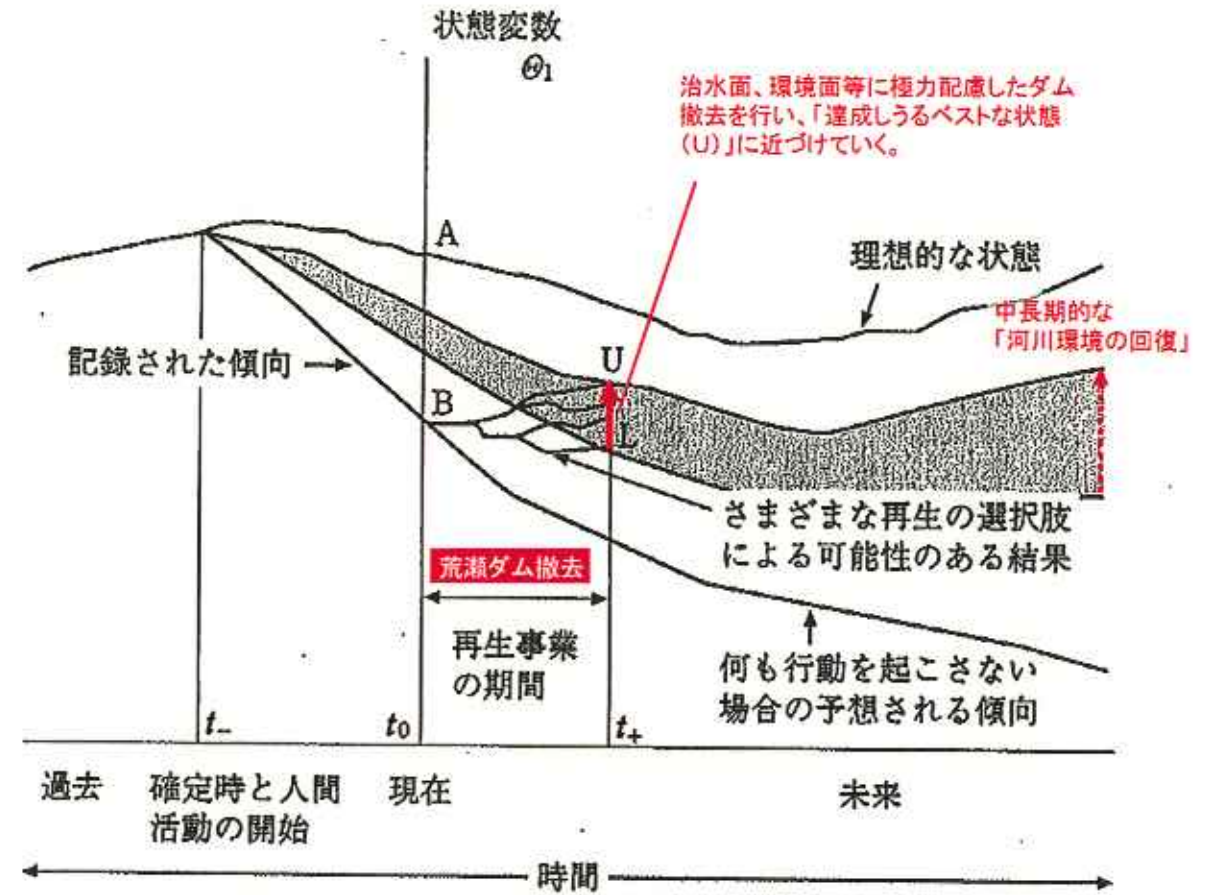 状態変数
Θ1
治水面、環境面等に極力配慮したダム
撤去を行い、「達成しうるベストな状態
(U)」に近づけていく。
A
理想的な状態
中長期的な
「河川環境の回復」
記録された傾向
U
B
L
さまざまな再生の選択肢
による可能性のある結果
荒瀬ダム撤去
再生事業
の期間
何も行動を起こさない
場合の予想される傾向
t−
t0
t+
過去
確定時と人間
活動の開始
現在
未来
時間